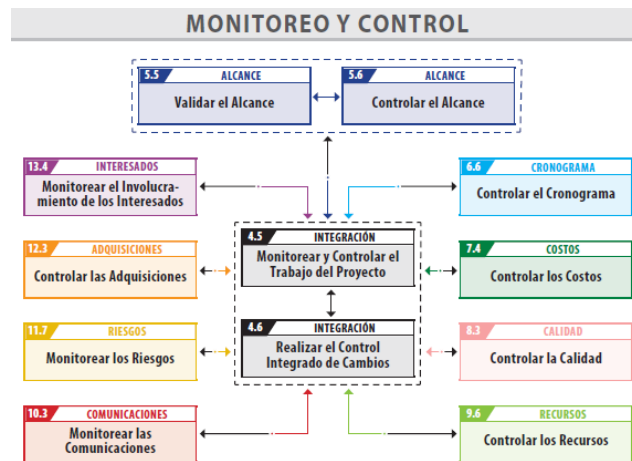 MONITOREO Y CONTROL
5.5 ALCANCE
Validar el Alcance
5.6 ALCANCE
Controlar el Alcance
13.4 INTERESADOS
Monitorear el Involucra-
miento de los Interesados
6.6 CRONOGRAMA
Controlar el Cronograma
4.5 INTEGRACIÓN
Monitorear y Controlar el
Trabajo del Proyecto
12.3 ADQUISICIONES
Controlar las Adquisiciones
7.4 COSTOS
Controlar los Costos
4.6 INTEGRACIÓN
Realizar el Control
Integrado de Cambios
11.7 RIESGOS
Monitorear los Riesgos
8.3 CALIDAD
Controlar la Calidad
10.3 COMUNICACIONES
Monitorear las
Comunicaciones
9.6 RECURSOS
Controlar los Recursos